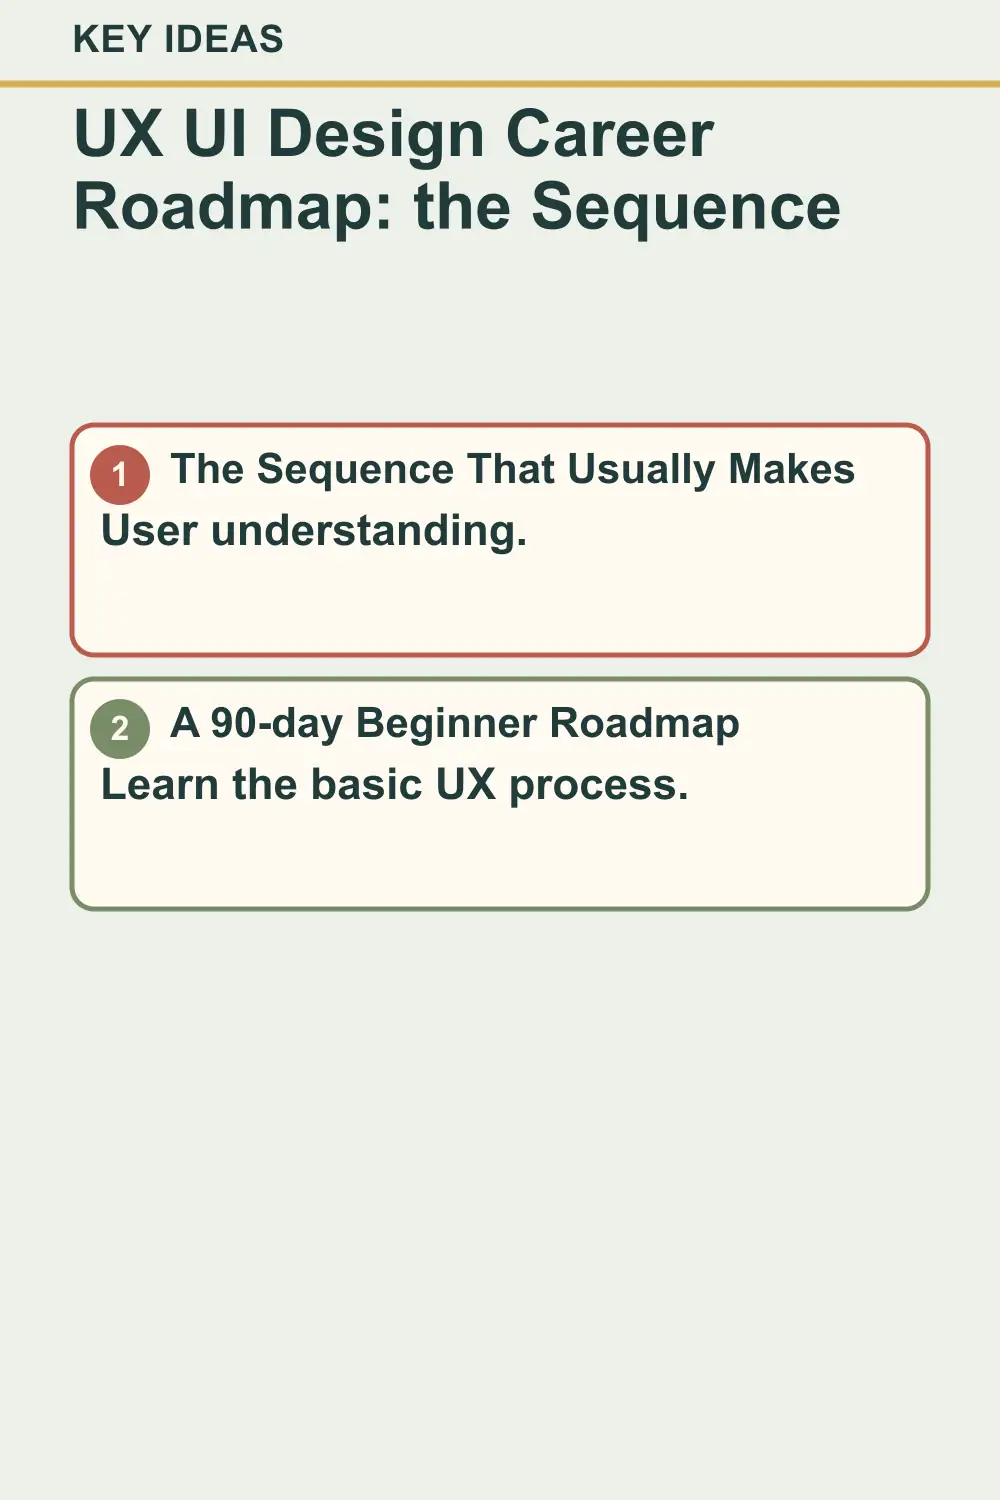 KEY IDEAS
UX UI Design Career
Roadmap: the Sequence
1 The Sequence That Usually Makes
User understanding.
2 A 90-day Beginner Roadmap
Learn the basic UX process.